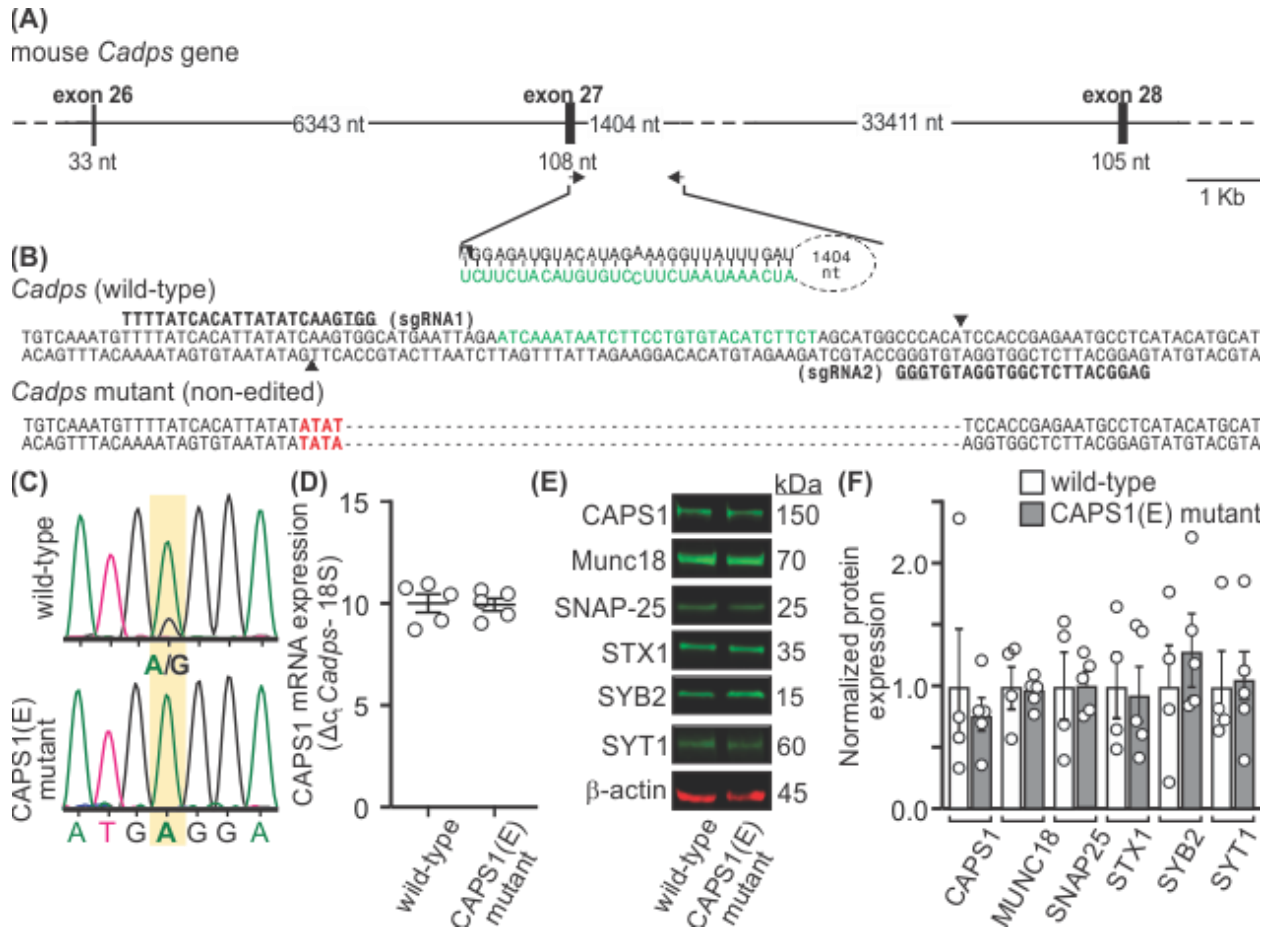 (A)
mouse Cadps gene
exon 26 exon 27 exon 28
6343 nt 1404 nt 33411 nt
33 nt 108 nt 105 nt
1 Kb
AGGAGAUGUACAUAGAAAGGUUAUUUGAU
UCUUCUACAUGUGUCCUUCUAAUAAACUA
1404
nt
(B)
Cadps (wild-type)
TTTTATCACATTATATCAAGTGG (sgRNA1)
TGTCAAATGTTTTATCACATTATATCAAGTGGCATGAATTAGAATCAAATAATCTTCCTGTGTACATCTTCTAGCATGGCCCACATCCACCGAGAATGCCTCATACATGCAT
ACAGTTTACAAAATAGTGTAATATAGTTCACCGTACTTAATCTTAGTTTATTAGAAGGACACATGTAGAAGATCGTACCGGGTGTAGGTGGCTCTTACGGAGTATGTACGTA
(sgRNA2) GGGTGTAGGTGGCTCTTACGGAG
Cadps mutant (non-edited)
TGTCAAATGTTTTATCACATTATATATAT TCCACCGAGAATGCCTCATACATGCAT
ACAGTTTACAAAATAGTGTAATATATATA AGGTGGCTCTTACGGAGTATGTACGTA
(C)
wild-type
A/G
CAPS1(E)
mutant
A T G A G G A
(D)
CAPS1 mRNA expression
(Δct Cadps- 18S)
15
10
5
0
wild-type
CAPS1(E)
mutant
(E)
kDa
CAPS1 150
Munc18 70
SNAP-25 25
STX1 35
SYB2 15
SYT1 60
β-actin 45
wild-type
CAPS1(E)
mutant
(F)
wild-type
CAPS1(E) mutant
Normalized protein
expression
2.0
1.0
0.0
CAPS1
MUNC18
SNAP25
STX1
SYB2
SYT1